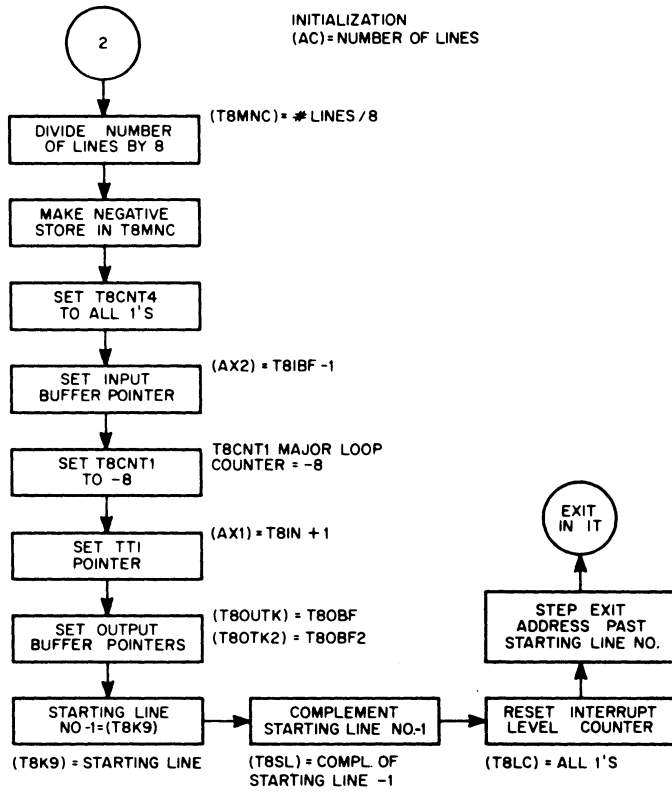 INITIALIZATION
(AC)= NUMBER OF LINES
2
DIVIDE NUMBER
OF LINES BY 8
(T8MNC)= # LINES / 8
MAKE NEGATIVE
STORE IN T8MNC
SET T8CNT4
TO ALL 1'S
SET INPUT
BUFFER POINTER
(AX2) = T8IBF -1
SET T8CNT1
TO -8
T8CNT1 MAJOR LOOP
COUNTER = -8
SET TTI
POINTER
(AX1)= T8IN +1
SET OUTPUT
BUFFER POINTERS
(T8OUTK) = T8OBF
(T8OTK2) = T8OBF2
STARTING LINE
NO-1=(T8K9)
(T8K9) = STARTING LINE
COMPLEMENT
STARTING LINE NO.-1
(T8SL) = COMPL. OF
STARTING LINE -1
RESET INTERRUPT
LEVEL COUNTER
(T8LC) = ALL 1'S
STEP EXIT
ADDRESS PAST
STARTING LINE NO.
EXIT
IN IT